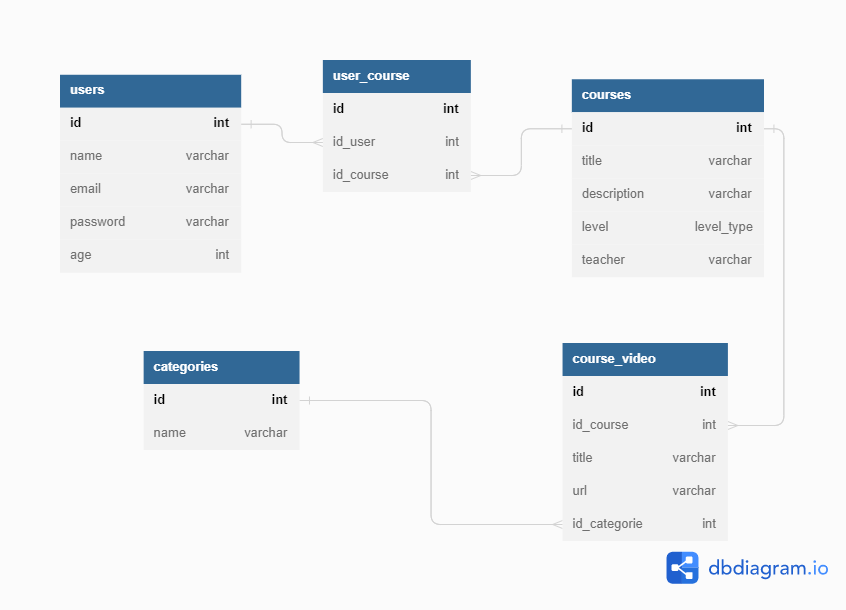 users
id int
name varchar
email varchar
password varchar
age int
user_course
id int
id_user int
id_course int
courses
id int
title varchar
description varchar
level level_type
teacher varchar
categories
id int
name varchar
course_video
id int
id_course int
title varchar
url varchar
id_categorie int
dbdiagram.io